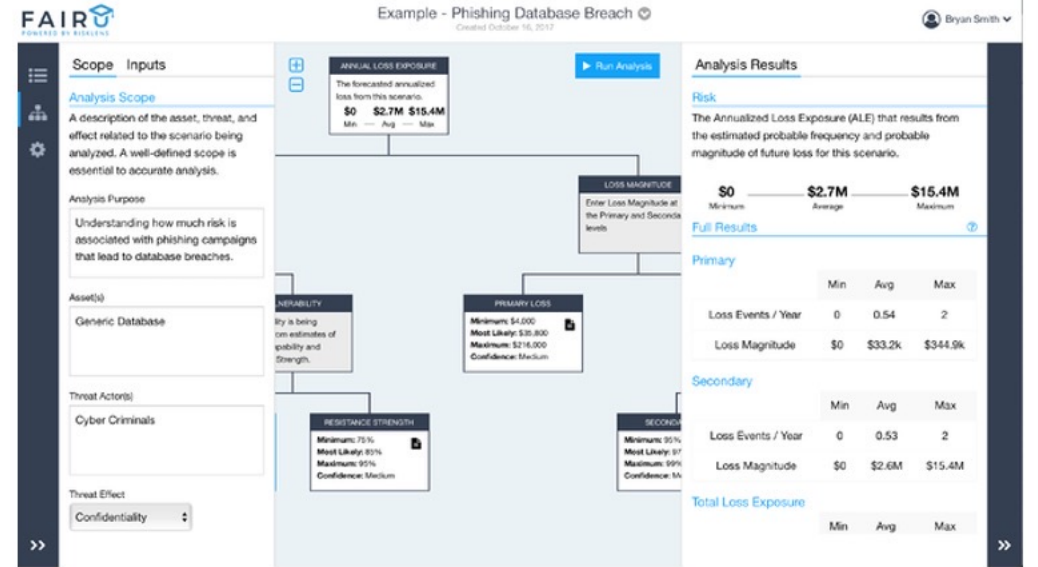 FAIR U
POWERED BY RISKLENS
Example - Phishing Database Breach
Created October 16, 2017
Bryan Smith
Scope Inputs
Analysis Scope
A description of the asset, threat, and
effect related to the scenario being
analyzed. A well-defined scope is
essential to accurate analysis.
Analysis Purpose
Understanding how much risk is
associated with phishing campaigns
that lead to database breaches.
Asset(s)
Generic Database
Threat Actor(s)
Cyber Criminals
Threat Effect
Confidentiality
ANNUAL LOSS EXPOSURE
The forecasted annualized
loss from this scenario.
$0 $2.7M $15.4M
Min — Avg — Max
Run Analysis
LOSS MAGNITUDE
Enter Loss Magnitude at
the Primary and Seconda
levels
NERABILITY
lity is being
om estimates of
pability and
Strength.
PRIMARY LOSS
Minimum: $4,000
Most Likely: $35,800
Maximum: $216,000
Confidence: Medium
RESISTANCE STRENGTH
Minimum: 75%
Most Likely: 85%
Maximum: 95%
Confidence: Medium
SECONDA
Minimum: 95%
Most Likely: 97
Maximum: 99%
Confidence: Me
Analysis Results
Risk
The Annualized Loss Exposure (ALE) that results from
the estimated probable frequency and probable
magnitude of future loss for this scenario.
$0 $2.7M $15.4M
Minimum Average Maximum
Full Results
Primary
Min Avg Max
Loss Events / Year 0 0.54 2
Loss Magnitude $0 $33.2k $344.9k
Secondary
Min Avg Max
Loss Events / Year 0 0.53 2
Loss Magnitude $0 $2.6M $15.4M
Total Loss Exposure
Min Avg Max